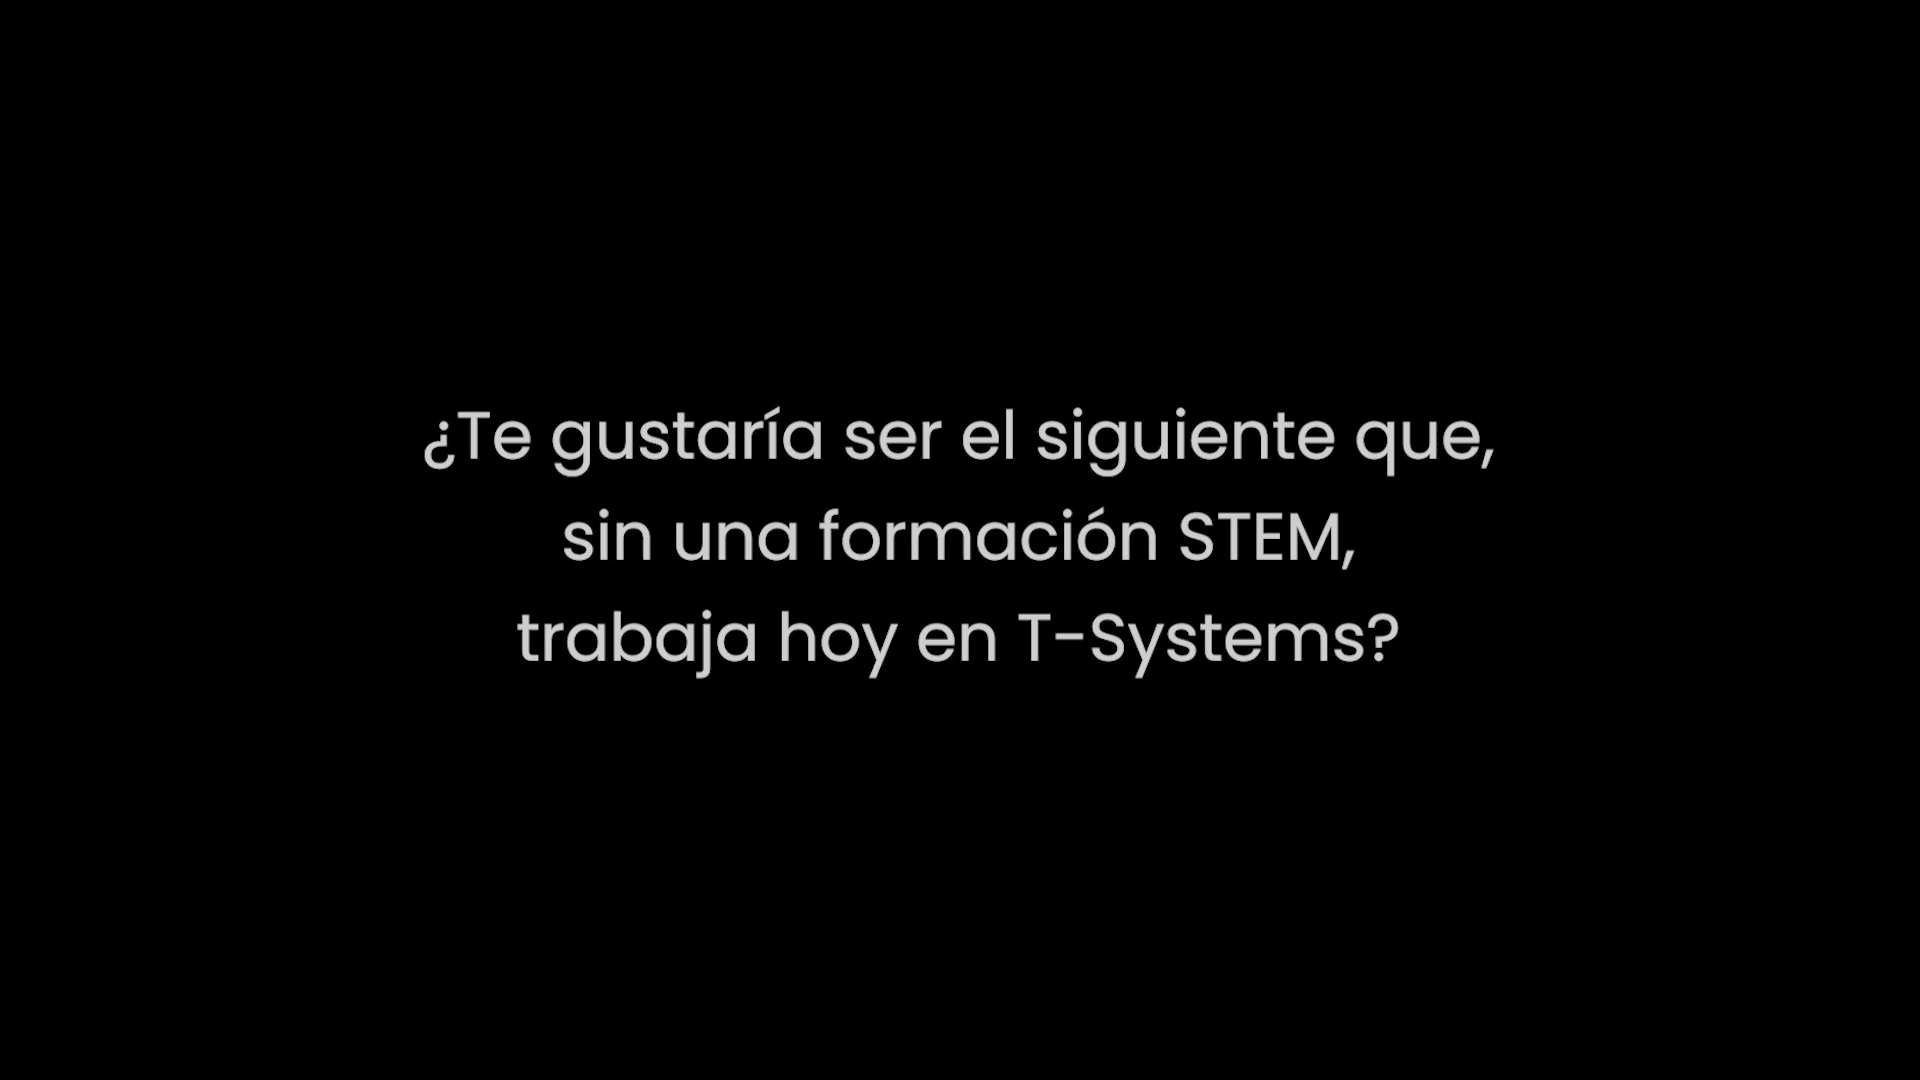 ¿Te gustaría ser el siguiente que,
sin una formación STEM,
trabaja hoy en T-Systems?